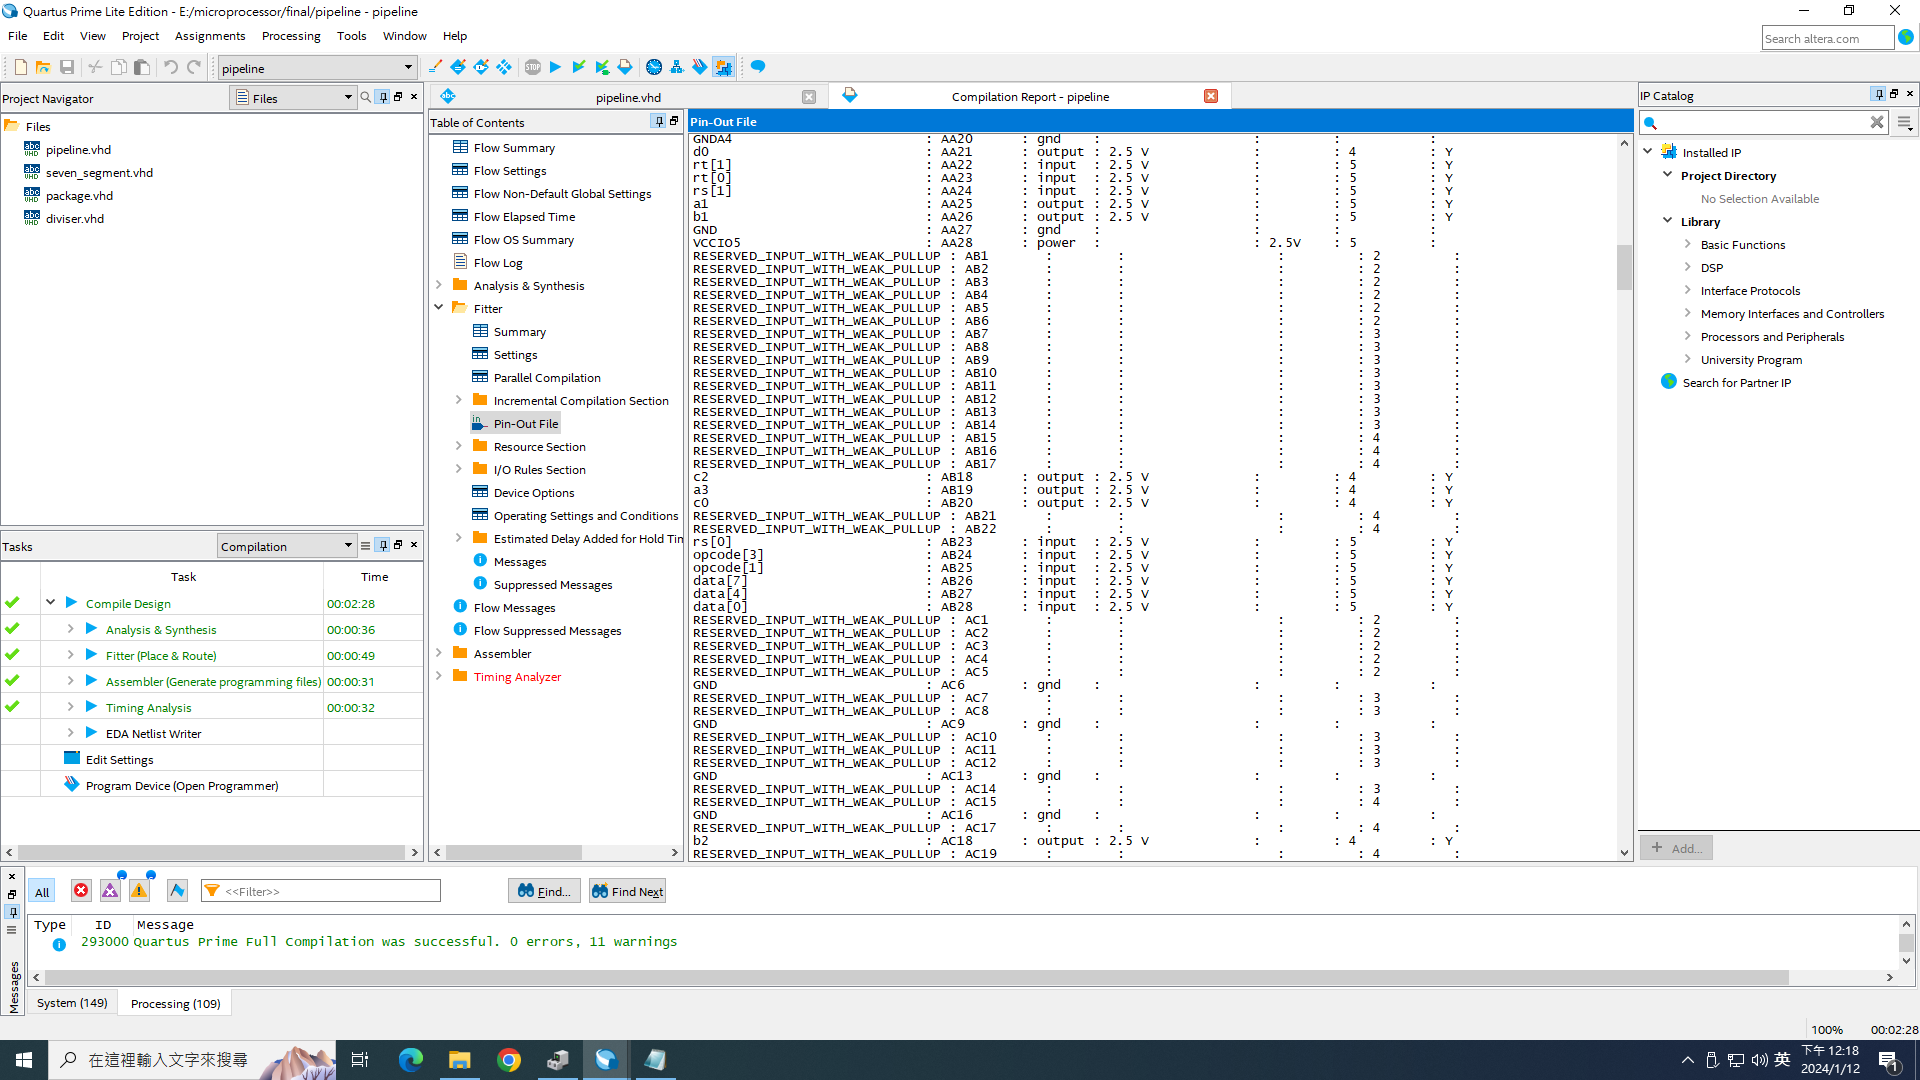 Quartus Prime Lite Edition - E:/microprocessor/final/pipeline - pipeline
File Edit View Project Assignments Processing Tools Window Help
Search altera.com
pipeline
Project Navigator
Files
Files
pipeline.vhd
seven_segment.vhd
package.vhd
diviser.vhd
Tasks
Compilation
Task Time
Compile Design 00:02:28
Analysis & Synthesis 00:00:36
Fitter (Place & Route) 00:00:49
Assembler (Generate programming files) 00:00:31
Timing Analysis 00:00:32
EDA Netlist Writer
Edit Settings
Program Device (Open Programmer)
pipeline.vhd
Compilation Report - pipeline
Table of Contents
Flow Summary
Flow Settings
Flow Non-Default Global Settings
Flow Elapsed Time
Flow OS Summary
Flow Log
Analysis & Synthesis
Fitter
Summary
Settings
Parallel Compilation
Incremental Compilation Section
Pin-Out File
Resource Section
I/O Rules Section
Device Options
Operating Settings and Conditions
Estimated Delay Added for Hold Tin
Messages
Suppressed Messages
Flow Messages
Flow Suppressed Messages
Assembler
Timing Analyzer
Pin-Out File
GNDA4 : AA20 : gnd : : : :
d0 : AA21 : output : 2.5 V : : 4 : Y
rt[1] : AA22 : input : 2.5 V : : 5 : Y
rt[0] : AA23 : input : 2.5 V : : 5 : Y
rs[1] : AA24 : input : 2.5 V : : 5 : Y
a1 : AA25 : output : 2.5 V : : 5 : Y
b1 : AA26 : output : 2.5 V : : 5 : Y
GND : AA27 : gnd : : : :
VCCIO5 : AA28 : power : : 2.5V : 5 :
RESERVED_INPUT_WITH_WEAK_PULLUP : AB1 : : : : 2 :
RESERVED_INPUT_WITH_WEAK_PULLUP : AB2 : : : : 2 :
RESERVED_INPUT_WITH_WEAK_PULLUP : AB3 : : : : 2 :
RESERVED_INPUT_WITH_WEAK_PULLUP : AB4 : : : : 2 :
RESERVED_INPUT_WITH_WEAK_PULLUP : AB5 : : : : 2 :
RESERVED_INPUT_WITH_WEAK_PULLUP : AB6 : : : : 2 :
RESERVED_INPUT_WITH_WEAK_PULLUP : AB7 : : : : 3 :
RESERVED_INPUT_WITH_WEAK_PULLUP : AB8 : : : : 3 :
RESERVED_INPUT_WITH_WEAK_PULLUP : AB9 : : : : 3 :
RESERVED_INPUT_WITH_WEAK_PULLUP : AB10 : : : : 3 :
RESERVED_INPUT_WITH_WEAK_PULLUP : AB11 : : : : 3 :
RESERVED_INPUT_WITH_WEAK_PULLUP : AB12 : : : : 3 :
RESERVED_INPUT_WITH_WEAK_PULLUP : AB13 : : : : 3 :
RESERVED_INPUT_WITH_WEAK_PULLUP : AB14 : : : : 3 :
RESERVED_INPUT_WITH_WEAK_PULLUP : AB15 : : : : 4 :
RESERVED_INPUT_WITH_WEAK_PULLUP : AB16 : : : : 4 :
RESERVED_INPUT_WITH_WEAK_PULLUP : AB17 : : : : 4 :
c2 : AB18 : output : 2.5 V : : 4 : Y
a3 : AB19 : output : 2.5 V : : 4 : Y
c0 : AB20 : output : 2.5 V : : 4 : Y
RESERVED_INPUT_WITH_WEAK_PULLUP : AB21 : : : : 4 :
RESERVED_INPUT_WITH_WEAK_PULLUP : AB22 : : : : 4 :
rs[0] : AB23 : input : 2.5 V : : 5 : Y
opcode[3] : AB24 : input : 2.5 V : : 5 : Y
opcode[1] : AB25 : input : 2.5 V : : 5 : Y
data[7] : AB26 : input : 2.5 V : : 5 : Y
data[4] : AB27 : input : 2.5 V : : 5 : Y
data[0] : AB28 : input : 2.5 V : : 5 : Y
RESERVED_INPUT_WITH_WEAK_PULLUP : AC1 : : : : 2 :
RESERVED_INPUT_WITH_WEAK_PULLUP : AC2 : : : : 2 :
RESERVED_INPUT_WITH_WEAK_PULLUP : AC3 : : : : 2 :
RESERVED_INPUT_WITH_WEAK_PULLUP : AC4 : : : : 2 :
RESERVED_INPUT_WITH_WEAK_PULLUP : AC5 : : : : 2 :
GND : AC6 : gnd : : : :
RESERVED_INPUT_WITH_WEAK_PULLUP : AC7 : : : : 3 :
RESERVED_INPUT_WITH_WEAK_PULLUP : AC8 : : : : 3 :
GND : AC9 : gnd : : : :
RESERVED_INPUT_WITH_WEAK_PULLUP : AC10 : : : : 3 :
RESERVED_INPUT_WITH_WEAK_PULLUP : AC11 : : : : 3 :
RESERVED_INPUT_WITH_WEAK_PULLUP : AC12 : : : : 3 :
GND : AC13 : gnd : : : :
RESERVED_INPUT_WITH_WEAK_PULLUP : AC14 : : : : 3 :
RESERVED_INPUT_WITH_WEAK_PULLUP : AC15 : : : : 4 :
GND : AC16 : gnd : : : :
RESERVED_INPUT_WITH_WEAK_PULLUP : AC17 : : : : 4 :
b2 : AC18 : output : 2.5 V : : 4 : Y
RESERVED_INPUT_WITH_WEAK_PULLUP : AC19 : : : : 4 :
IP Catalog
Installed IP
Project Directory
No Selection Available
Library
Basic Functions
DSP
Interface Protocols
Memory Interfaces and Controllers
Processors and Peripherals
University Program
Search for Partner IP
Add...
All
<<Filter>>
Find...
Find Next
Type ID Message
293000 Quartus Prime Full Compilation was successful. 0 errors, 11 warnings
Messages
System (149)
Processing (109)
100% 00:02:28
在這裡輸入文字來搜尋
英
下午 12:18
2024/1/12
1